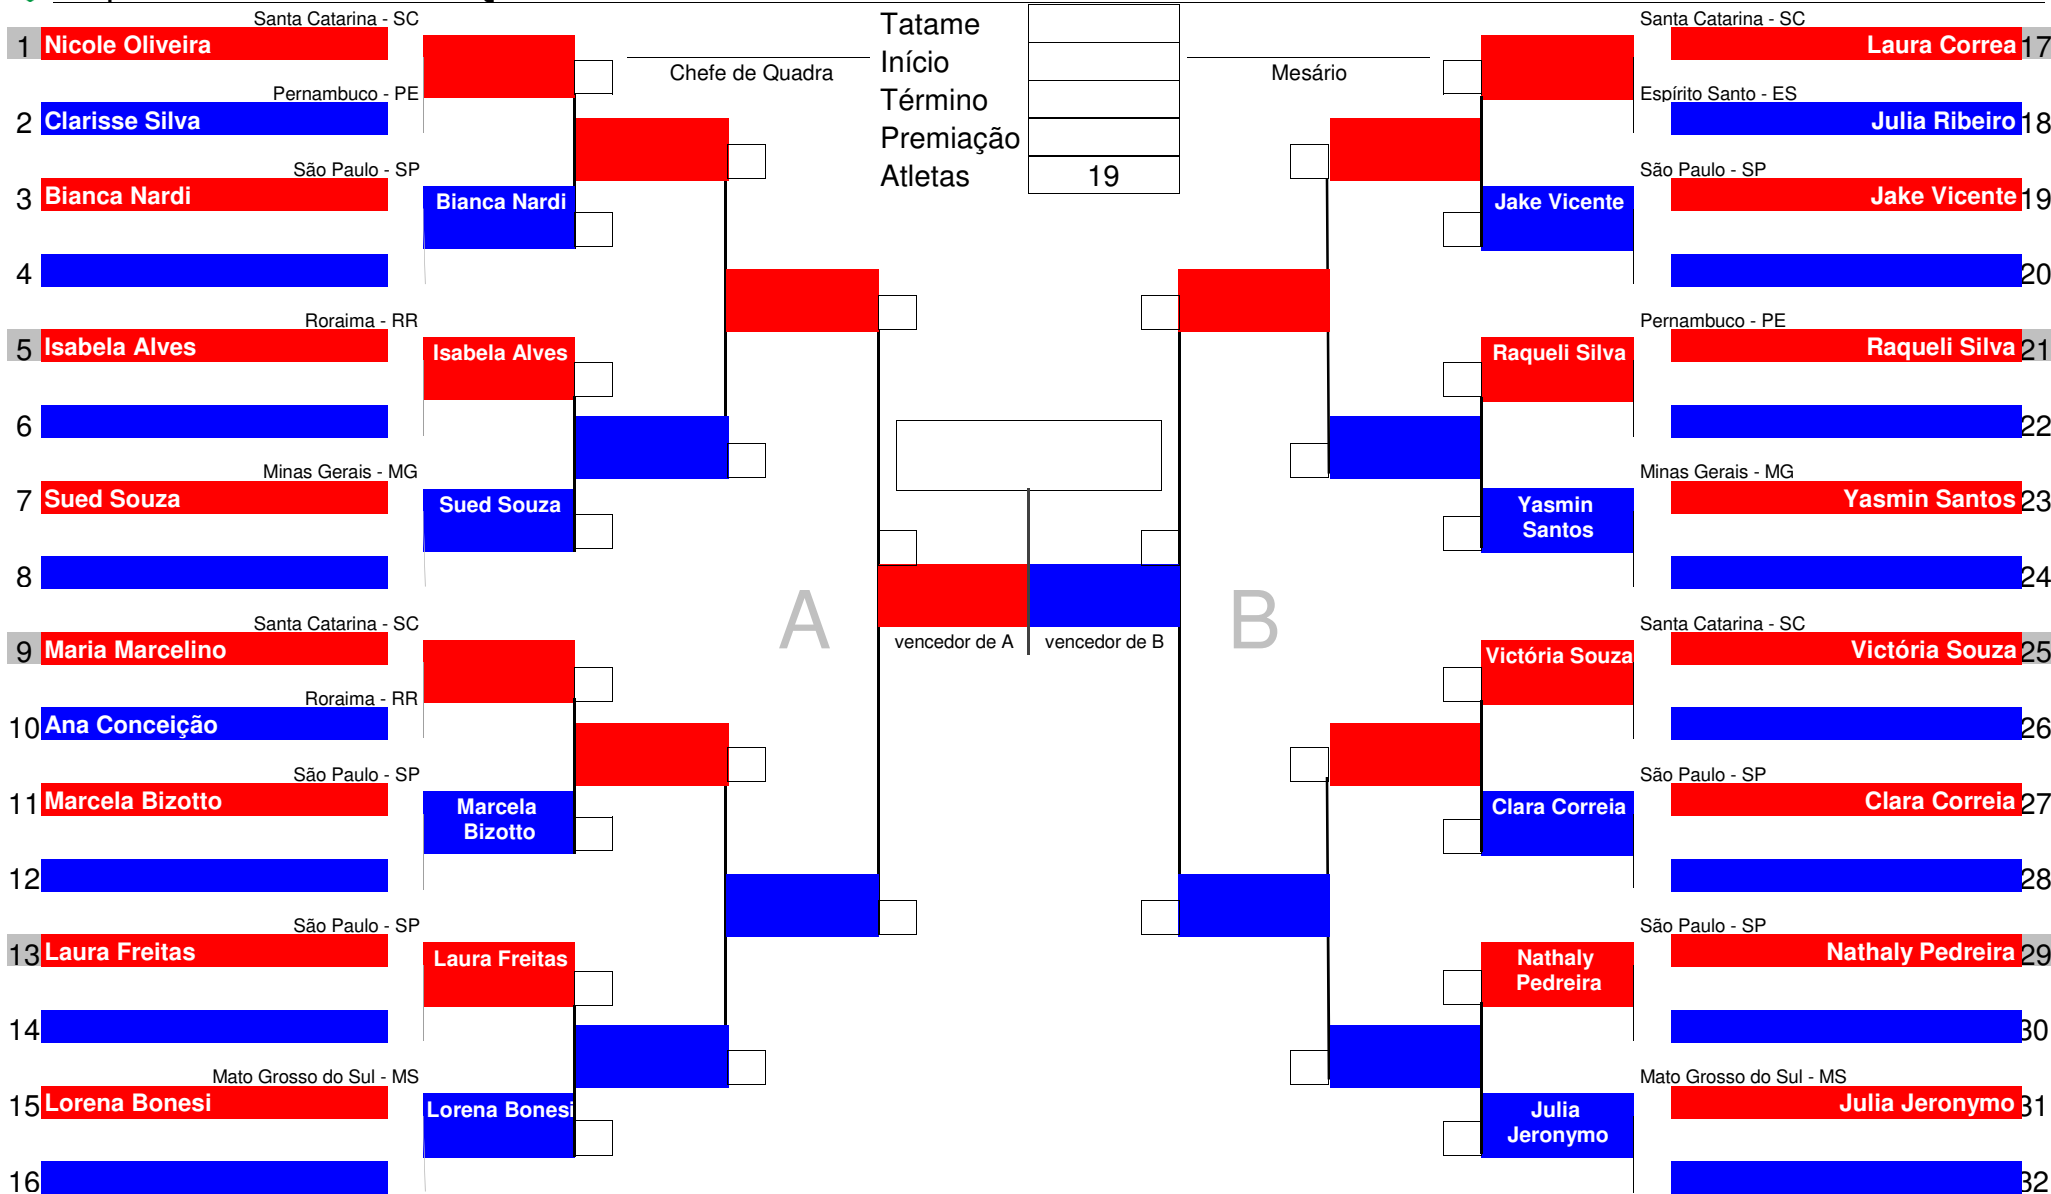 Santa Catarina - SC
1 Nicole Oliveira
Pernambuco - PE
2 Clarisse Silva
São Paulo - SP
3 Bianca Nardi
Bianca Nardi
4
Roraima - RR
5 Isabela Alves
Isabela Alves
6
Minas Gerais - MG
7 Sued Souza
Sued Souza
8
Santa Catarina - SC
9 Maria Marcelino
Roraima - RR
10 Ana Conceição
São Paulo - SP
11 Marcela Bizotto
Marcela
Bizotto
12
São Paulo - SP
13 Laura Freitas
Laura Freitas
14
Mato Grosso do Sul - MS
15 Lorena Bonesi
Lorena Bonesi
16
Chefe de Quadra
Tatame
Início
Término
Premiação
Atletas 19
Mesário
A
vencedor de A
vencedor de B
B
Santa Catarina - SC
Laura Correa 17
Espírito Santo - ES
Julia Ribeiro 18
São Paulo - SP
Jake Vicente
Jake Vicente 19
20
Pernambuco - PE
Raqueli Silva
Raqueli Silva 21
22
Minas Gerais - MG
Yasmin Santos 23
Yasmin
Santos
24
Santa Catarina - SC
Victória Souza
Victória Souza 25
26
São Paulo - SP
Clara Correia
Clara Correia 27
28
São Paulo - SP
Nathaly Pedreira 29
Nathaly
Pedreira
30
Mato Grosso do Sul - MS
Julia Jeronymo 31
Julia
Jeronymo
32